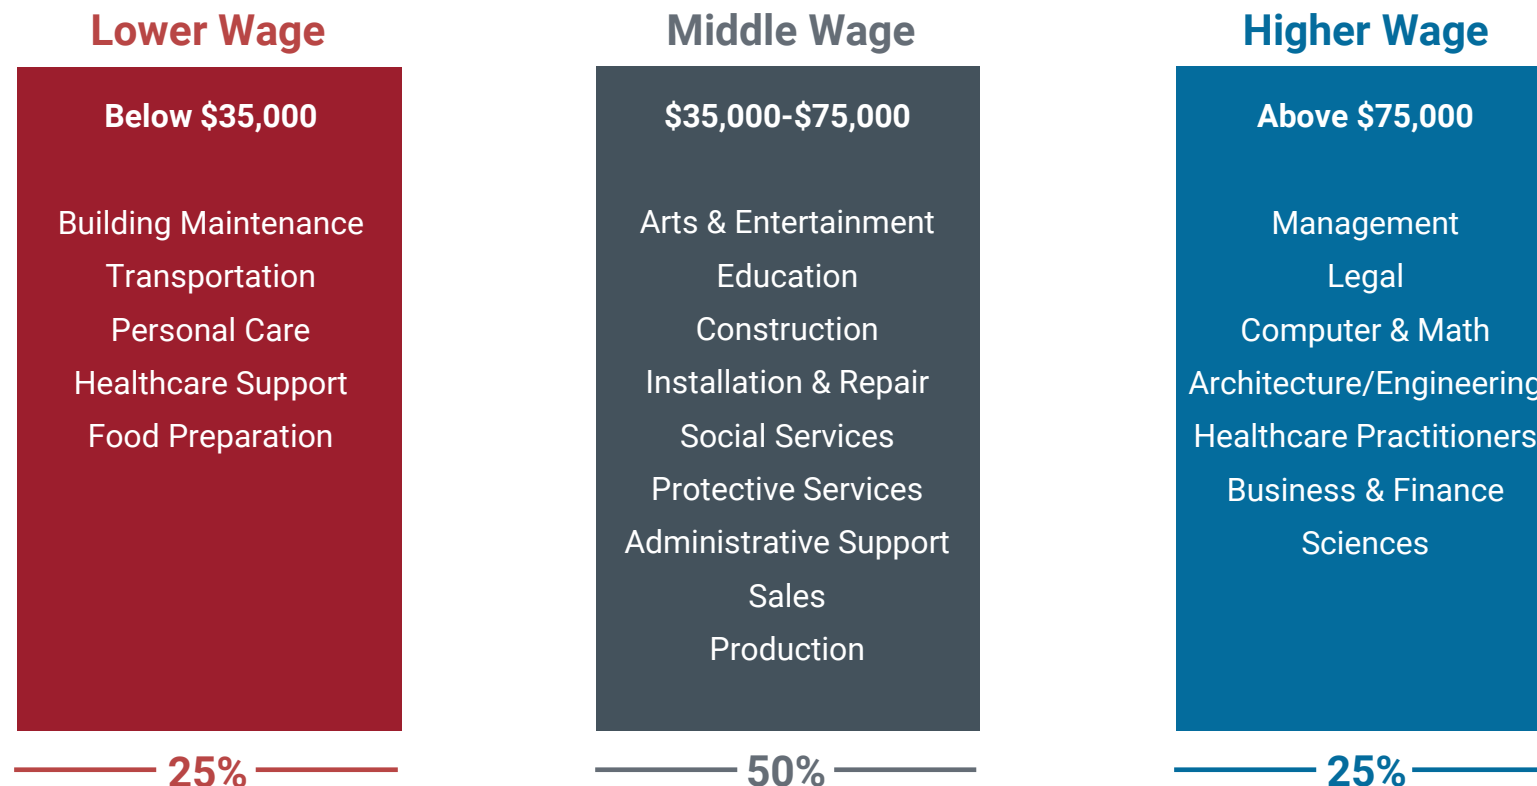 Lower Wage
Below $35,000
Building Maintenance
Transportation
Personal Care
Healthcare Support
Food Preparation
25%
Middle Wage
$35,000-$75,000
Arts & Entertainment
Education
Construction
Installation & Repair
Social Services
Protective Services
Administrative Support
Sales
Production
50%
Higher Wage
Above $75,000
Management
Legal
Computer & Math
Architecture/Engineering
Healthcare Practitioners
Business & Finance
Sciences
25%